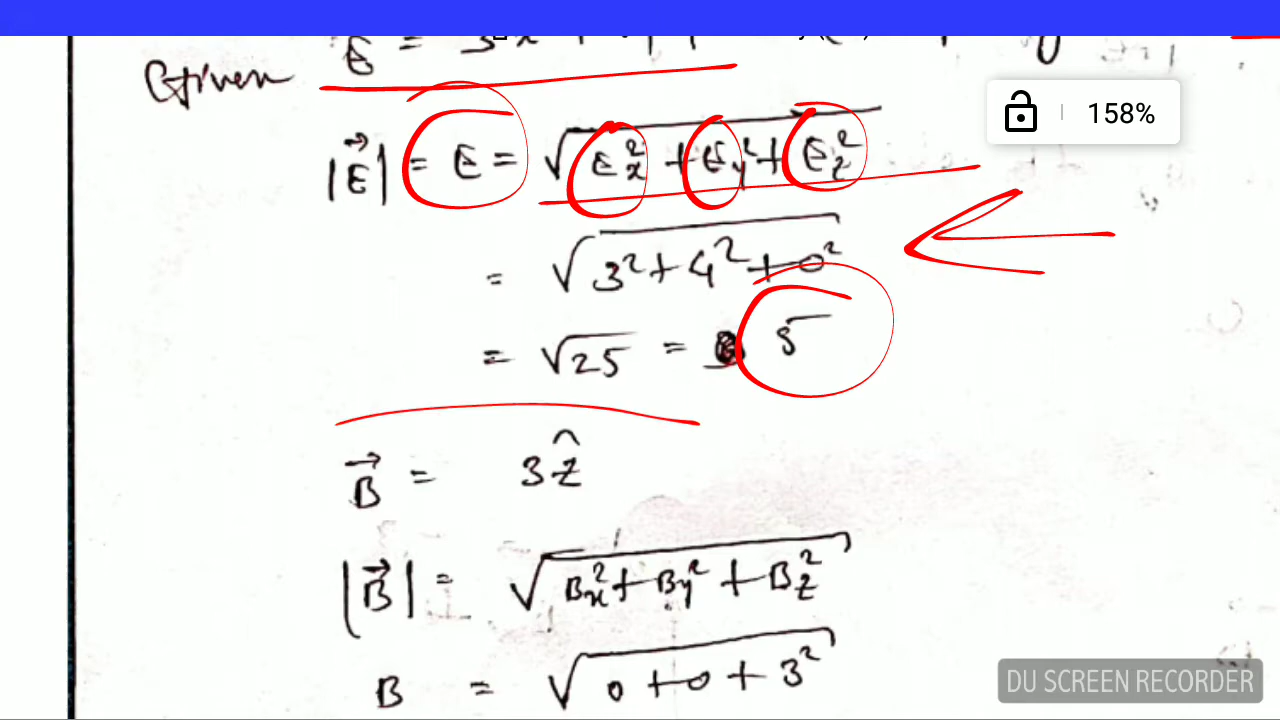 Given
158%
|E⃗| = E = √(Ex² + Ey² + Ez²)
= √(3² + 4² + 0²)
= √25 = 5
B⃗ = 3ẑ
|B⃗| = √(Bx² + By² + Bz²)
B = √(0 + 0 + 3²)
DU SCREEN RECORDER